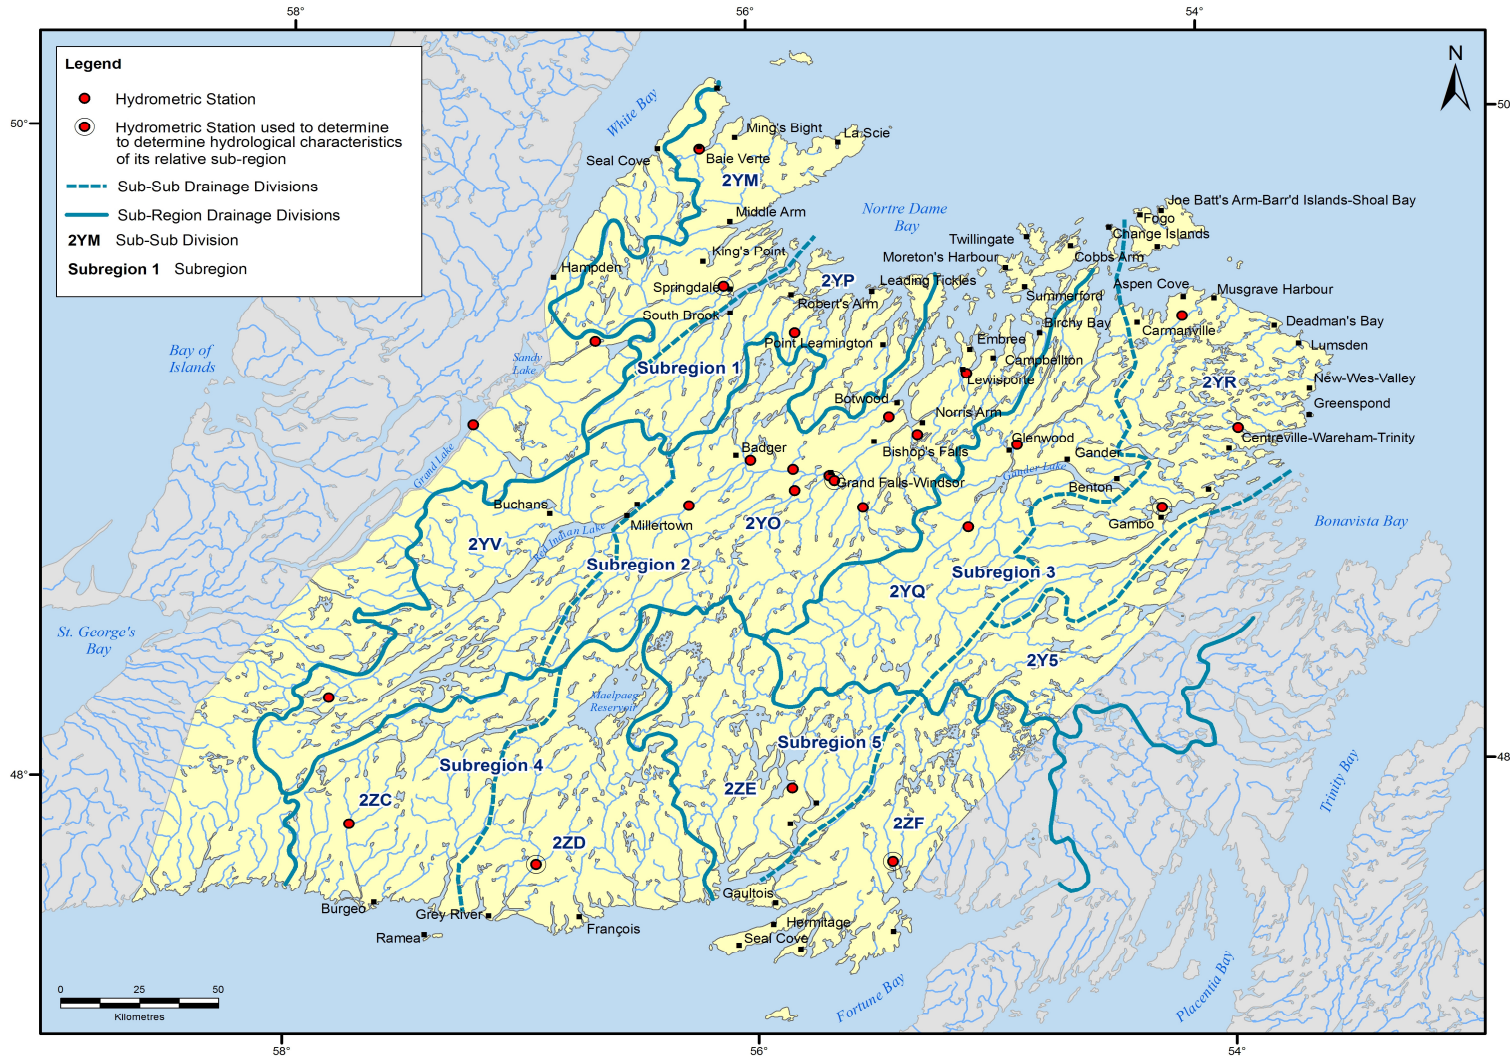 58°
56°
54°
50°
50
48°
48°
58°
56°
54°
N
Legend
Hydrometric Station
Hydrometric Station used to determine
to determine hydrological characteristics
of its relative sub-region
Sub-Sub Drainage Divisions
Sub-Region Drainage Divisions
2YM Sub-Sub Division
Subregion 1 Subregion
White Bay
Ming's Bight
La Scie
Seal Cove
Baie Verte
2YM
Middle Arm
Nortre Dame
Bay
Joe Batt's Arm-Barr'd Islands-Shoal Bay
Fogo
Change Islands
Twillingate
Cobbs Arm
Moreton's Harbour
King's Point
Hampden
2YP
Leading Tickles
Aspen Cove
Musgrave Harbour
Springdale
Robert's Arm
Summerford
South Brook
Birchy Bay
Carmanville
Deadman's Bay
Point Leamington
Embree
Lumsden
Bay of
Islands
Sandy
Lake
Subregion 1
Campbellton
Lewisporte
2YR
New-Wes-Valley
Botwood
Greenspond
Norris Arm
Centreville-Wareham-Trinity
Glenwood
Badger
Bishop's Falls
Gander
Gander Lake
Grand Lake
Grand Falls-Windsor
Benton
Buchans
Millertown
2YO
Gambo
Bonavista Bay
Red Indian Lake
2YV
Subregion 2
Subregion 3
2YQ
St. George's
Bay
2Y5
Maelpaeg
Reservoir
Subregion 5
Subregion 4
Trinity Bay
2ZE
2ZC
2ZF
2ZD
Gaultois
Burgeo
Grey River
Hermitage
François
Ramea
Seal Cove
Fortune Bay
Placentia Bay
0 25 50
Kilometres